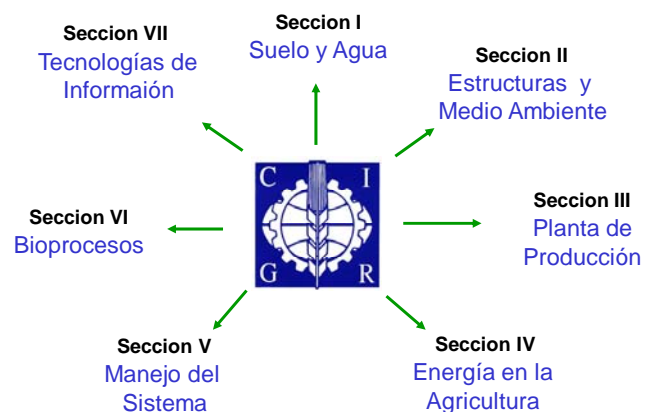 Seccion I
Suelo y Agua
Seccion II
Estructuras y
Medio Ambiente
Seccion III
Planta de
Producción
Seccion IV
Energía en la
Agricultura
Seccion V
Manejo del
Sistema
Seccion VI
Bioprocesos
Seccion VII
Tecnologías de
Informaión
C I
G R